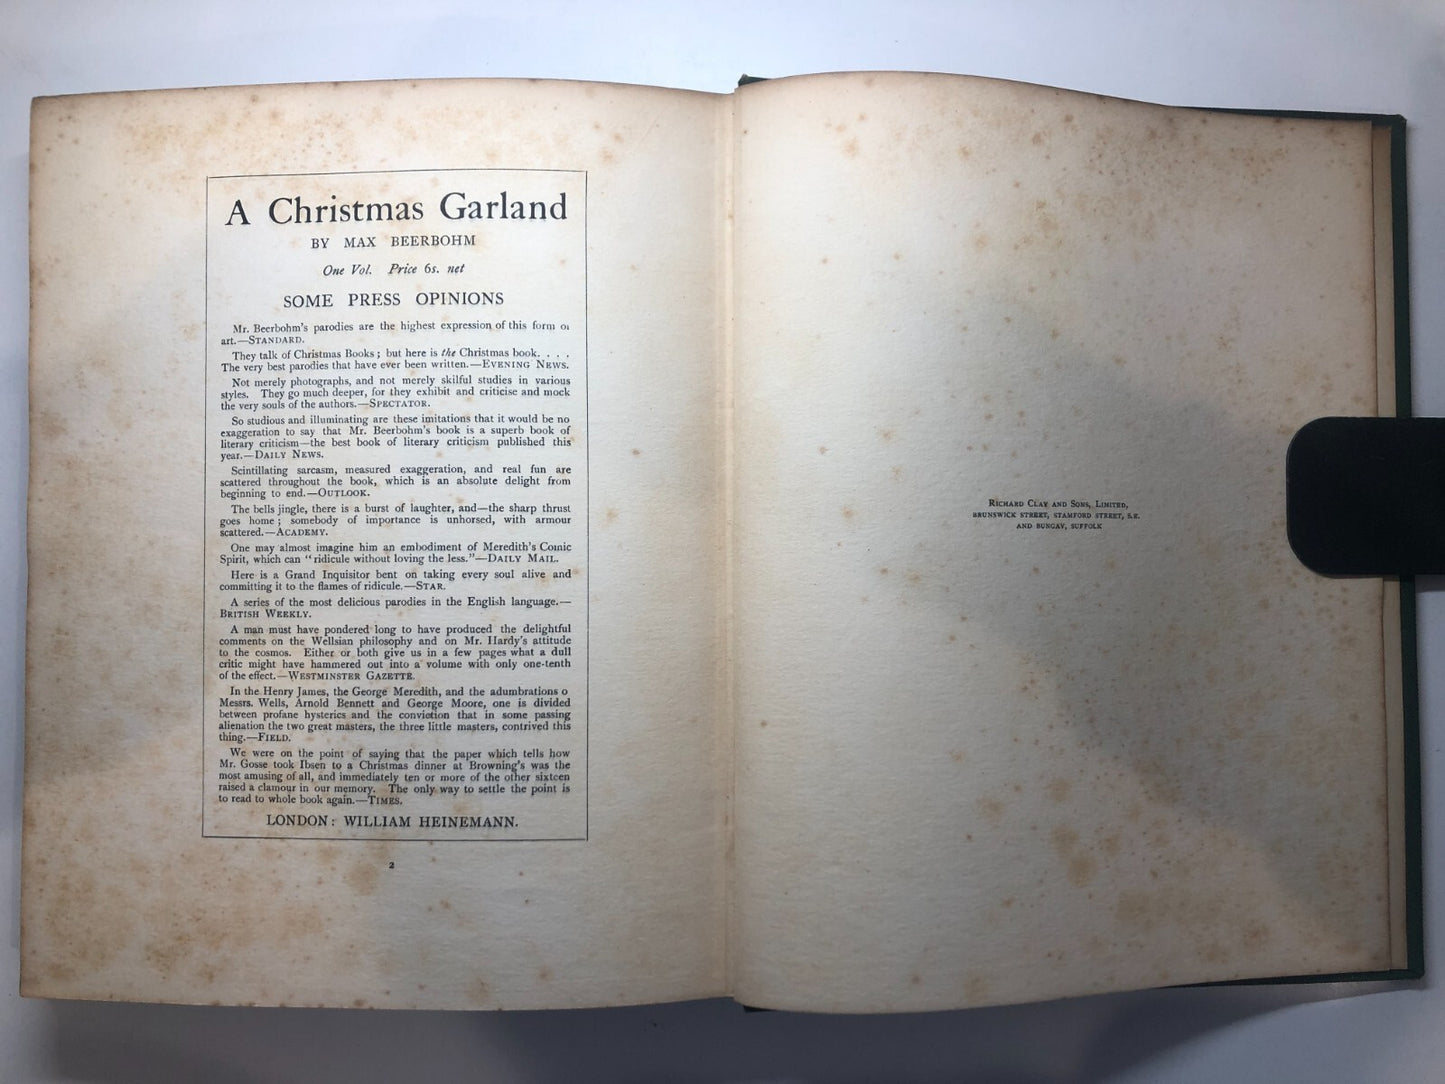 A Christmas Garland
BY MAX BEERBOHM
One Vol. Price 6s. net
SOME PRESS OPINIONS
Mr. Beerbohm's parodies are the highest expression of this form o
art.—STANDARD.
They talk of Christmas Books; but here is the Christmas book. . . .
The very best parodies that have ever been written.—EVENING NEWS.
Not merely photographs, and not merely skilful studies in various
styles. They go much deeper, for they exhibit and criticise and mock
the very souls of the authors.—SPECTATOR.
So studious and illuminating are these imitations that it would be no
exaggeration to say that Mr. Beerbohm's book is a superb book of
literary criticism—the best book of literary criticism published this
year.—DAILY NEWS.
Scintillating sarcasm, measured exaggeration, and real fun are
scattered throughout the book, which is an absolute delight from
beginning to end.—OUTLOOK.
The bells jingle, there is a burst of laughter, and—the sharp thrust
goes home; somebody of importance is unhorsed, with armour
scattered.—ACADEMY.
One may almost imagine him an embodiment of Meredith's Comic
Spirit, which can "ridicule without loving the less."—DAILY MAIL.
Here is a Grand Inquisitor bent on taking every soul alive and
committing it to the flames of ridicule.—STAR.
A series of the most delicious parodies in the English language.—
BRITISH WEEKLY.
A man must have pondered long to have produced the delightful
comments on the Wellsian philosophy and on Mr. Hardy's attitude
to the cosmos. Either or both give us in a few pages what a dull
critic might have hammered out into a volume with only one-tenth
of the effect.—WESTMINSTER GAZETTE.
In the Henry James, the George Meredith, and the adumbrations o
Messrs. Wells, Arnold Bennett and George Moore, one is divided
between profane hysterics and the conviction that in some passing
alienation the two great masters, the three little masters, contrived this
thing.—FIELD.
We were on the point of saying that the paper which tells how
Mr. Gosse took Ibsen to a Christmas dinner at Browning's was the
most amusing of all, and immediately ten or more of the other sixteen
raised a clamour in our memory. The only way to settle the point is
to read to whole book again.—TIMES.
LONDON: WILLIAM HEINEMANN.
2
RICHARD CLAY AND SONS, LIMITED,
BRUNSWICK STREET, STAMFORD STREET, S.E.
AND BUNGAY, SUFFOLK